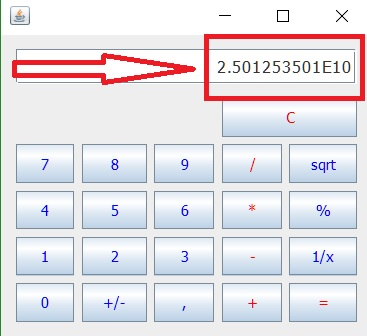 2.501253501E10
C
7 8 9 / sqrt
4 5 6 * %
1 2 3 - 1/x
0 +/- , + =